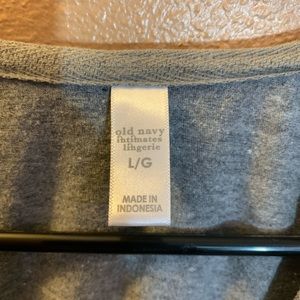 old navy
intimates
lingerie
L/G
MADE IN
INDONESIA